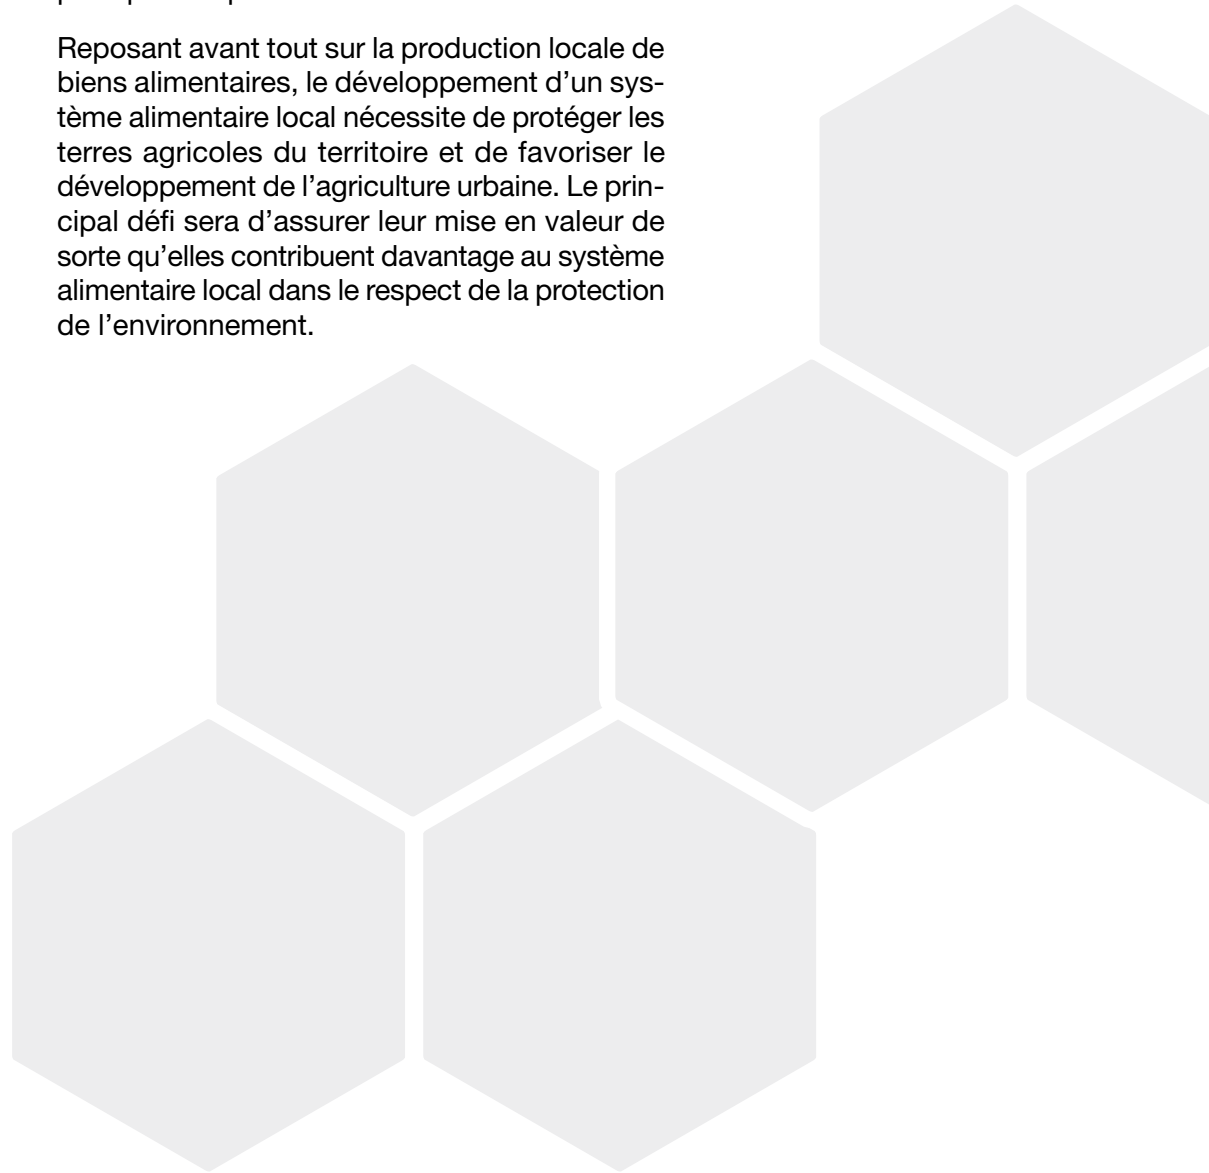 Reposant avant tout sur la production locale de
biens alimentaires, le développement d’un sys-
tème alimentaire local nécessite de protéger les
terres agricoles du territoire et de favoriser le
développement de l’agriculture urbaine. Le prin-
cipal défi sera d’assurer leur mise en valeur de
sorte qu’elles contribuent davantage au système
alimentaire local dans le respect de la protection
de l’environnement.